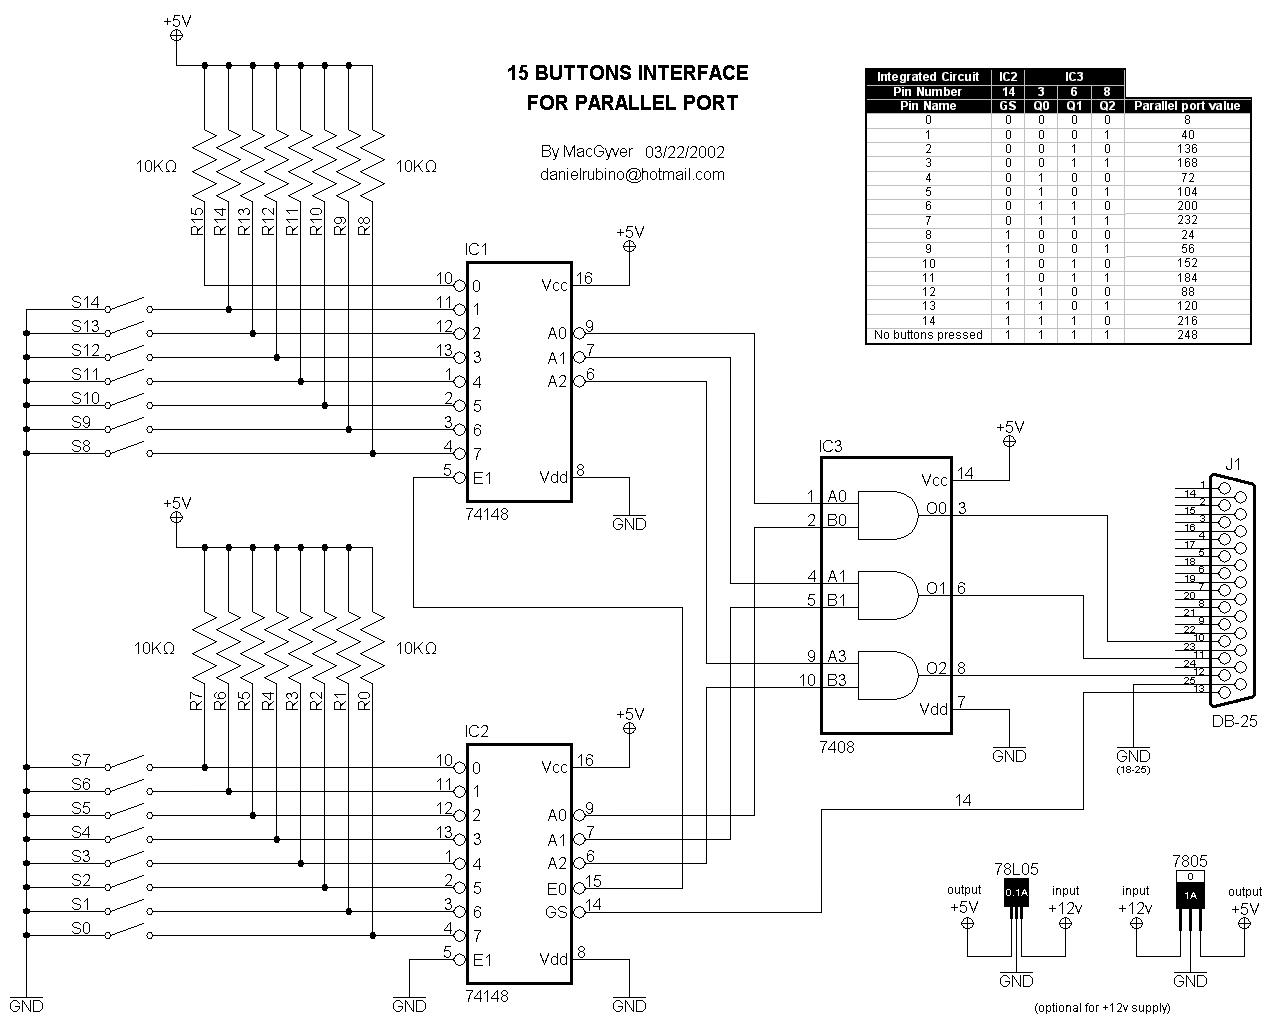 15 BUTTONS INTERFACE
FOR PARALLEL PORT
By MacGyver 03/22/2002
danielrubino@hotmail.com
Integrated Circuit IC2 IC3
Pin Number 14 3 6 8
Pin Name GS Q0 Q1 Q2 Parallel port value
0 0 0 0 0 8
1 0 0 0 1 40
2 0 0 1 0 136
3 0 0 1 1 168
4 0 1 0 0 72
5 0 1 0 1 104
6 0 1 1 0 200
7 0 1 1 1 232
8 1 0 0 0 24
9 1 0 0 1 56
10 1 0 1 0 152
11 1 0 1 1 184
12 1 1 0 0 88
13 1 1 0 1 120
14 1 1 1 0 216
No buttons pressed 1 1 1 1 248
+5V
10KΩ 10KΩ
R15 R14 R13 R12 R11 R10 R9 R8
S14
S13
S12
S11
S10
S9
S8
IC1
+5V
10 0 Vcc 16
11 1
12 2 A0 9
13 3 A1 7
1 4 A2 6
2 5
3 6
4 7
5 E1 Vdd 8
74148
GND
+5V
10KΩ 10KΩ
R7 R6 R5 R4 R3 R2 R1 R0
S7
S6
S5
S4
S3
S2
S1
S0
GND
IC2
+5V
10 0 Vcc 16
11 1
12 2 A0 9
13 3 A1 7
1 4 A2 6
2 5 E0 15
3 6 GS 14
4 7
5 E1 Vdd 8
74148
GND
GND
IC3
+5V
Vcc 14
1 A0
2 B0
O0 3
4 A1
5 B1
O1 6
9 A3
10 B3
O2 8
Vdd 7
7408
GND
14
J1
1
14
2
15
3
16
4
17
5
18
6
19
7
20
8
21
9
22
10
23
11
24
12
25
13
DB-25
GND
(18-25)
78L05
0.1A
output
+5V
input
+12v
GND
7805
0
1A
input
+12v
output
+5V
GND
(optional for +12v supply)